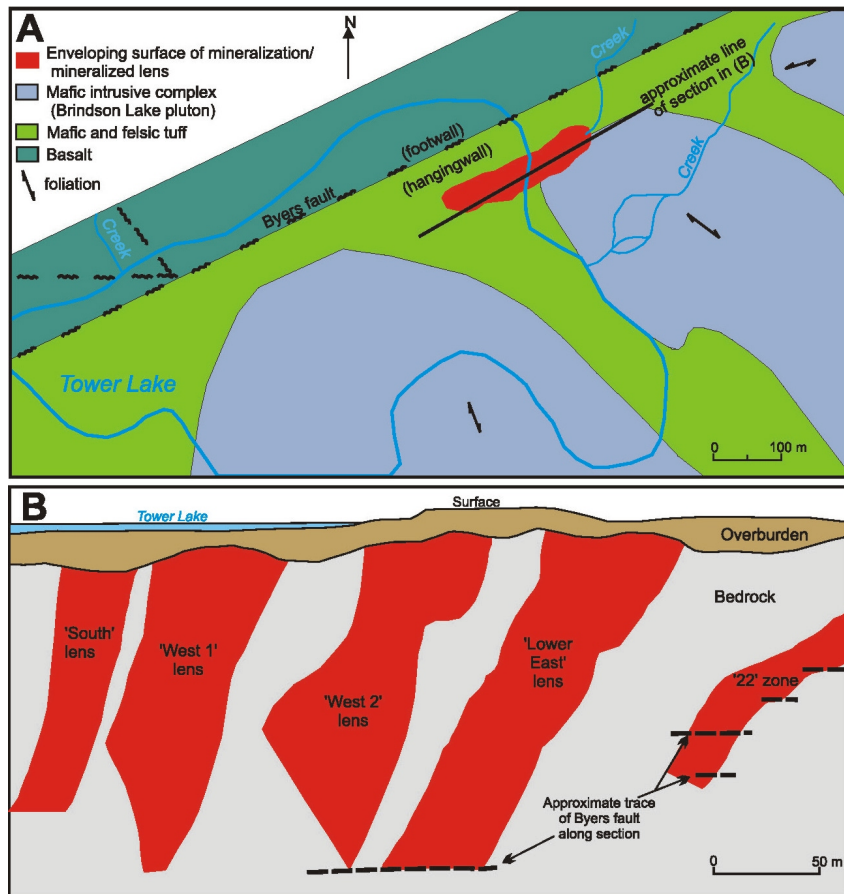 A
N
Enveloping surface of mineralization/
mineralized lens
Mafic intrusive complex
(Brindson Lake pluton)
Mafic and felsic tuff
Basalt
foliation
Creek
approximate line
of section in (B)
Creek
(footwall)
(hangingwall)
Byers fault
Creek
Tower Lake
0 100 m
B
Tower Lake
Surface
Overburden
Bedrock
'South'
lens
'West 1'
lens
'West 2'
lens
'Lower
East'
lens
'22' zone
Approximate trace
of Byers fault
along section
0 50 m